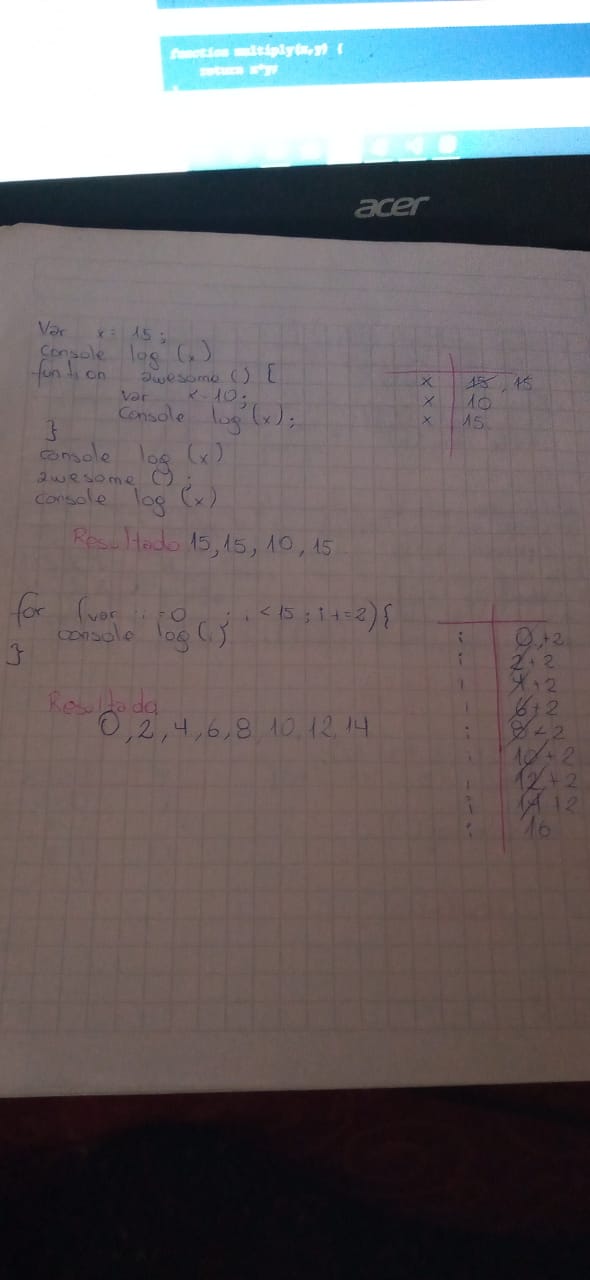 function multiply(x,y) {
return x*y;
acer
Var x= 15;
Console log (x)
function awesome () {
var x-10;
Console log (x);
}
console log (x)
awesome ();
console log (x)
x 15, 15
x 10
x 15
Resultado 15, 15, 10, 15
for (var i=0 ; i <15 ; i+=2) {
console log (i)
}
Resultado
0, 2, 4, 6, 8, 10, 12, 14
i 0+2
i 2+2
i 4+2
i 6+2
i 8+2
i 10+2
i 12+2
i 14+2
i 16